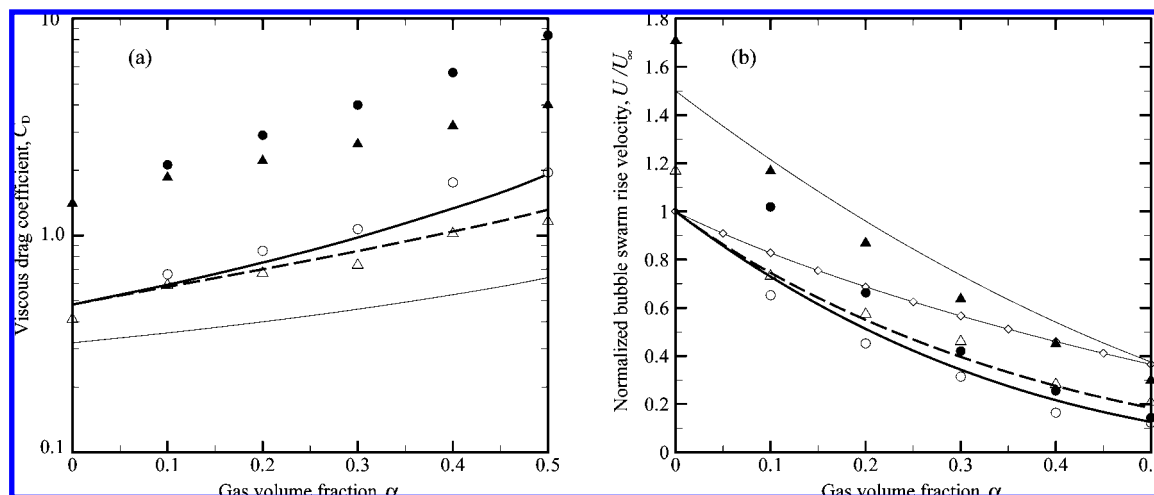 10
(a)
1.0
0.1
Viscous drag coefficient, C_D
0 0.1 0.2 0.3 0.4 0.5
Gas volume fraction α
1.8
(b)
1.6
1.4
1.2
1
0.8
0.6
0.4
0.2
0
Normalized bubble swarm rise velocity, U/U_∞
0 0.1 0.2 0.3 0.4 0.
Gas volume fraction α